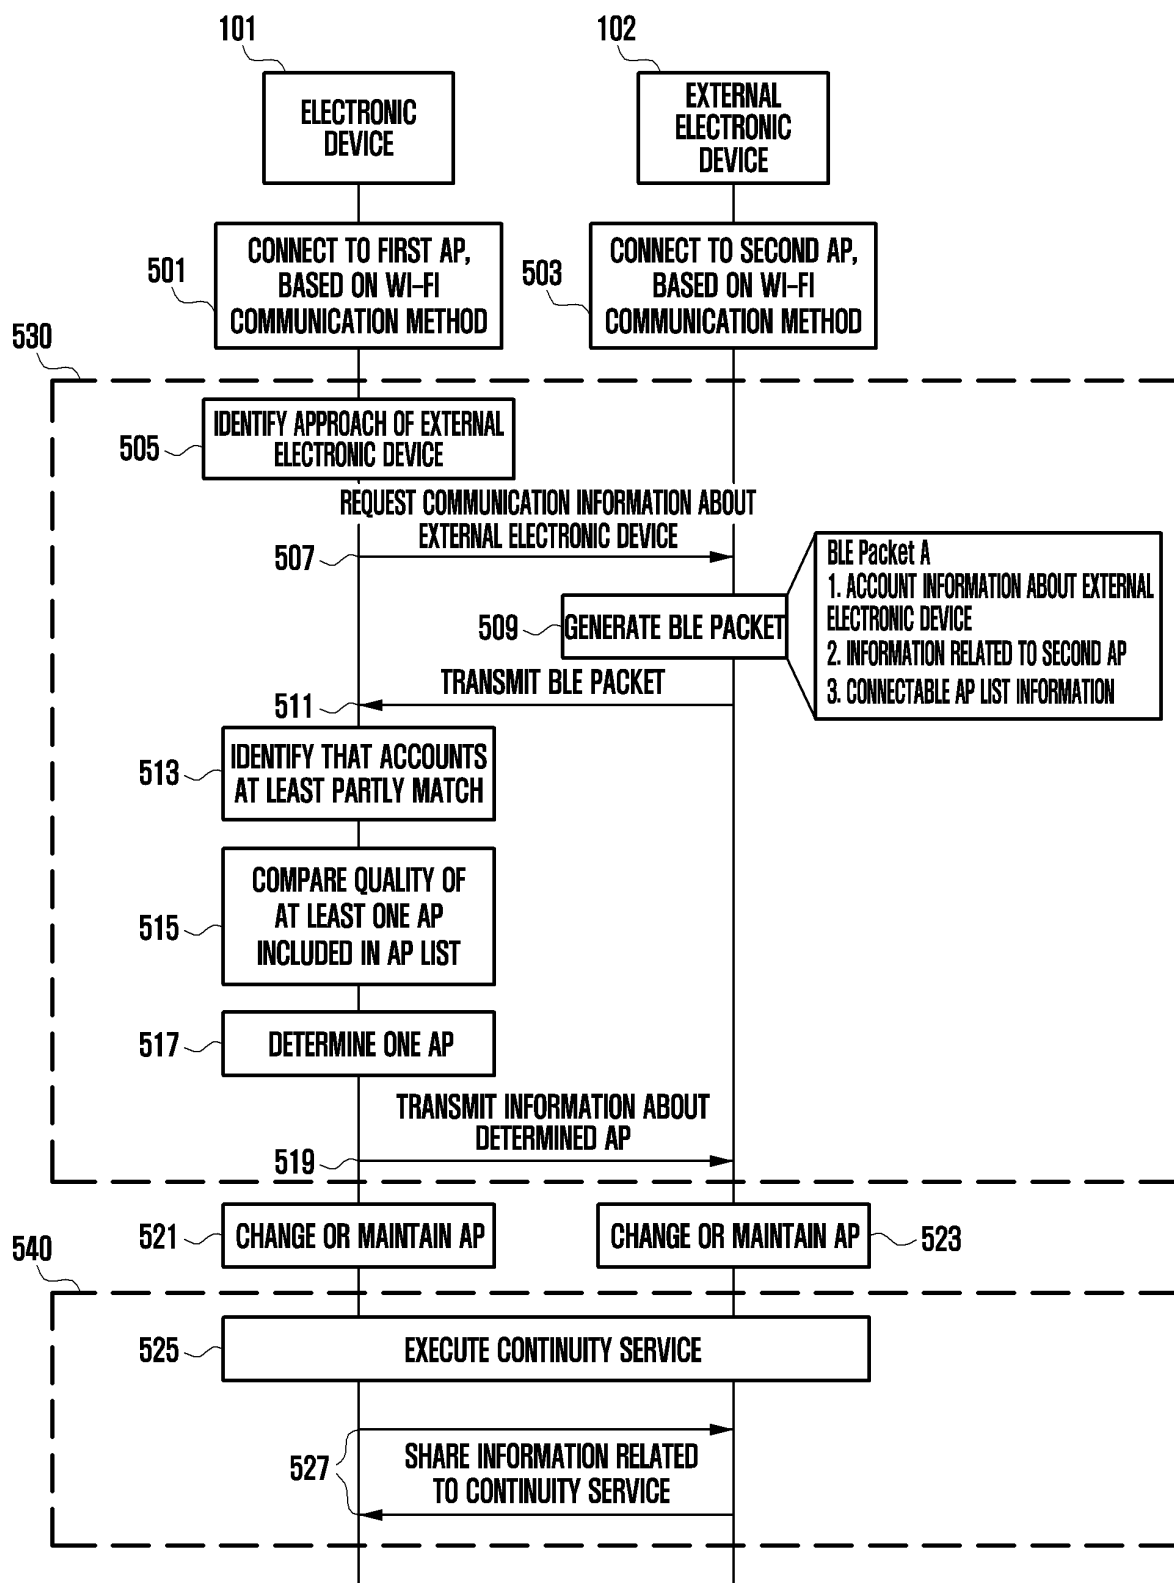 101
102
ELECTRONIC
DEVICE
EXTERNAL
ELECTRONIC
DEVICE
501
CONNECT TO FIRST AP,
BASED ON WI-FI
COMMUNICATION METHOD
503
CONNECT TO SECOND AP,
BASED ON WI-FI
COMMUNICATION METHOD
530
505
IDENTIFY APPROACH OF EXTERNAL
ELECTRONIC DEVICE
REQUEST COMMUNICATION INFORMATION ABOUT
EXTERNAL ELECTRONIC DEVICE
507
509
GENERATE BLE PACKET
BLE Packet A
1. ACCOUNT INFORMATION ABOUT EXTERNAL
ELECTRONIC DEVICE
2. INFORMATION RELATED TO SECOND AP
3. CONNECTABLE AP LIST INFORMATION
TRANSMIT BLE PACKET
511
513
IDENTIFY THAT ACCOUNTS
AT LEAST PARTLY MATCH
515
COMPARE QUALITY OF
AT LEAST ONE AP
INCLUDED IN AP LIST
517
DETERMINE ONE AP
TRANSMIT INFORMATION ABOUT
DETERMINED AP
519
521
CHANGE OR MAINTAIN AP
CHANGE OR MAINTAIN AP
523
540
525
EXECUTE CONTINUITY SERVICE
527
SHARE INFORMATION RELATED
TO CONTINUITY SERVICE